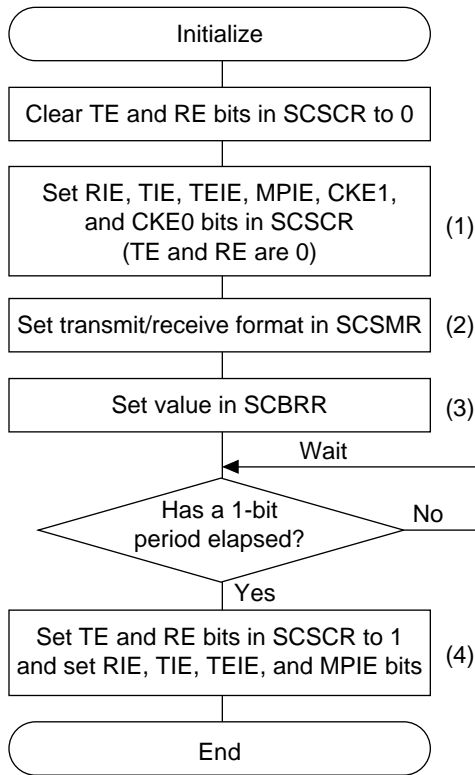 Initialize
Clear TE and RE bits in SCSCR to 0
Set RIE, TIE, TEIE, MPIE, CKE1,
and CKE0 bits in SCSCR
(TE and RE are 0)
(1)
Set transmit/receive format in SCSMR
(2)
Set value in SCBRR
(3)
Wait
Has a 1-bit
period elapsed?
No
Yes
Set TE and RE bits in SCSCR to 1
and set RIE, TIE, TEIE, and MPIE bits
(4)
End